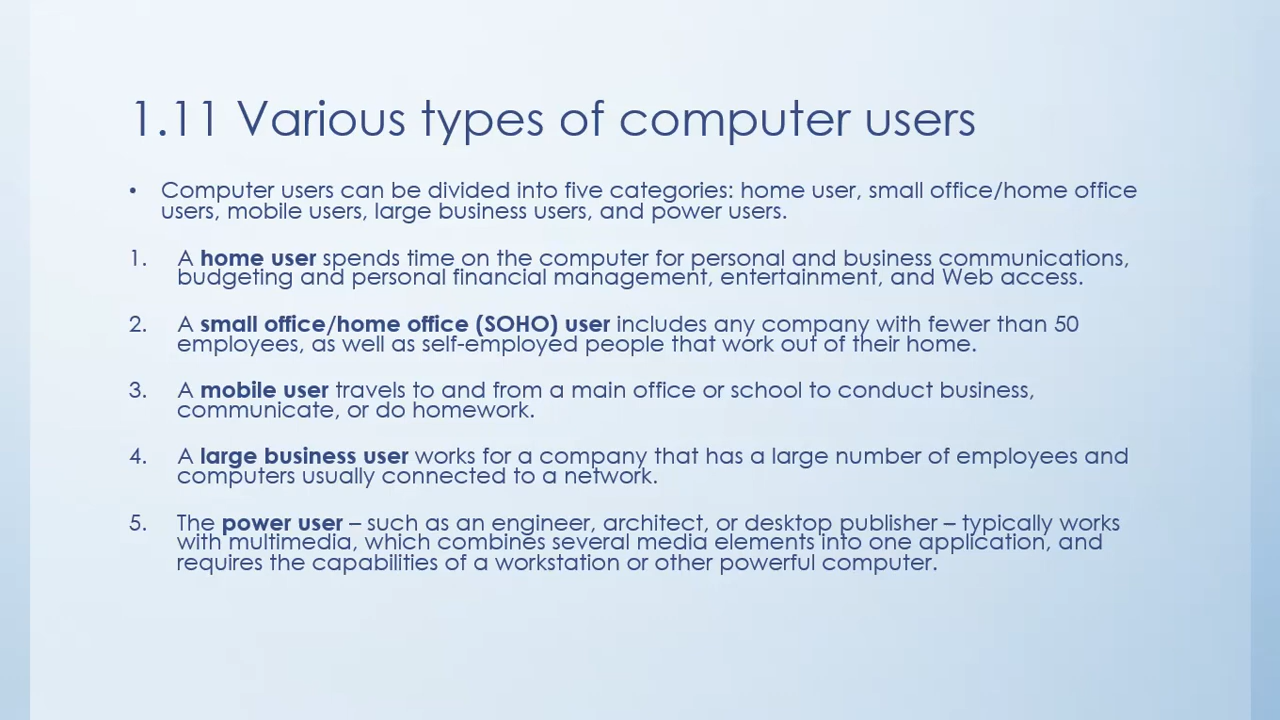 1.11 Various types of computer users
• Computer users can be divided into five categories: home user, small office/home office
users, mobile users, large business users, and power users.
1. A home user spends time on the computer for personal and business communications,
budgeting and personal financial management, entertainment, and Web access.
2. A small office/home office (SOHO) user includes any company with fewer than 50
employees, as well as self-employed people that work out of their home.
3. A mobile user travels to and from a main office or school to conduct business,
communicate, or do homework.
4. A large business user works for a company that has a large number of employees and
computers usually connected to a network.
5. The power user – such as an engineer, architect, or desktop publisher – typically works
with multimedia, which combines several media elements into one application, and
requires the capabilities of a workstation or other powerful computer.